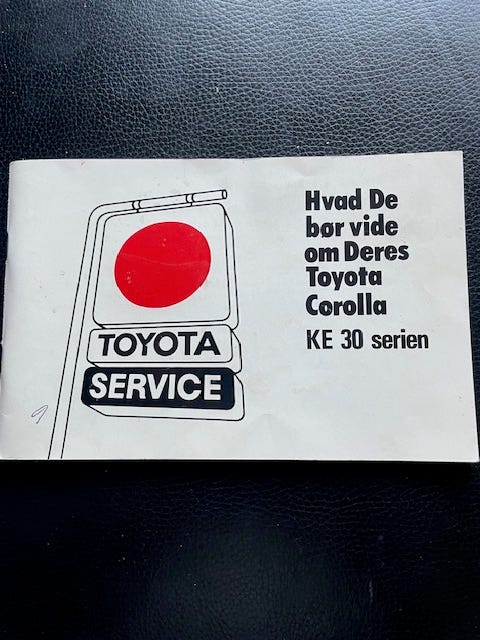 Hvad De
bør vide
om Deres
Toyota
Corolla
KE 30 serien
TOYOTA
SERVICE